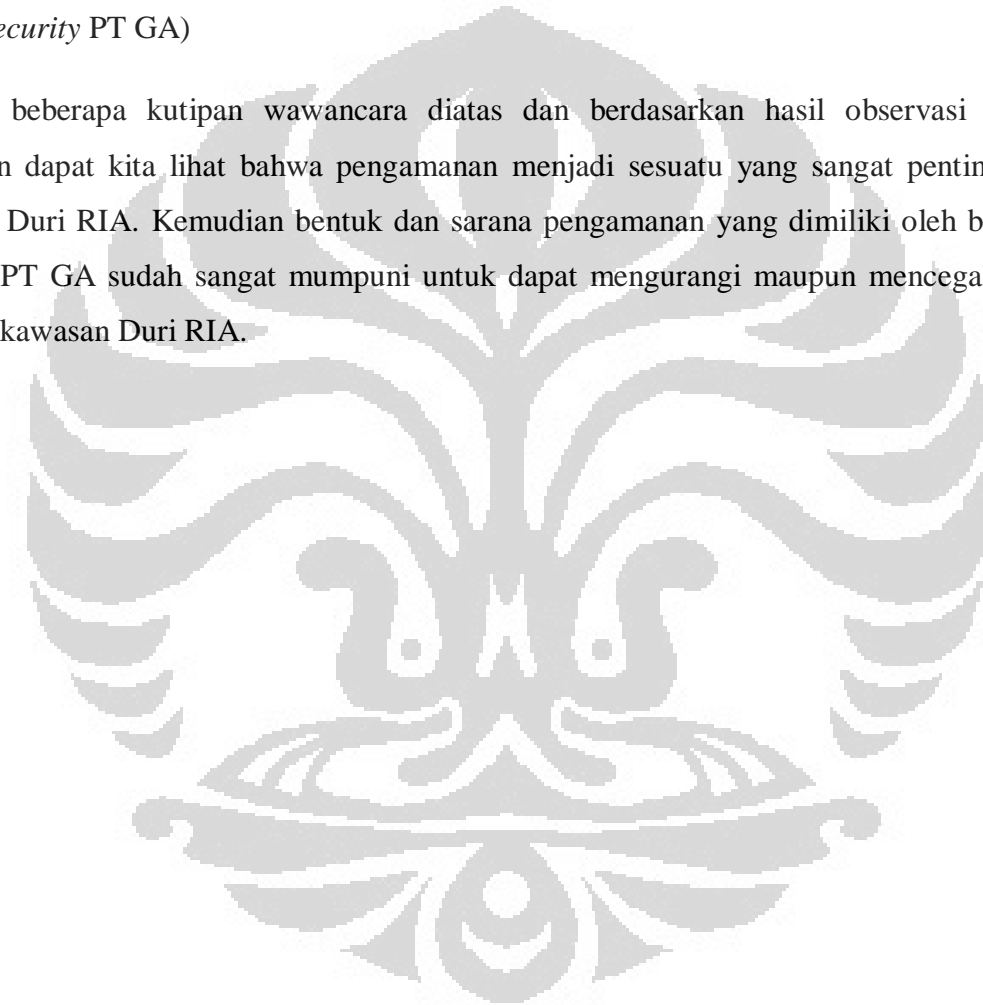 ecurity PT GA)
beberapa kutipan wawancara diatas dan berdasarkan hasil observasi
n dapat kita lihat bahwa pengamanan menjadi sesuatu yang sangat pentin
Duri RIA. Kemudian bentuk dan sarana pengamanan yang dimiliki oleh b
PT GA sudah sangat mumpuni untuk dapat mengurangi maupun mencega
kawasan Duri RIA.